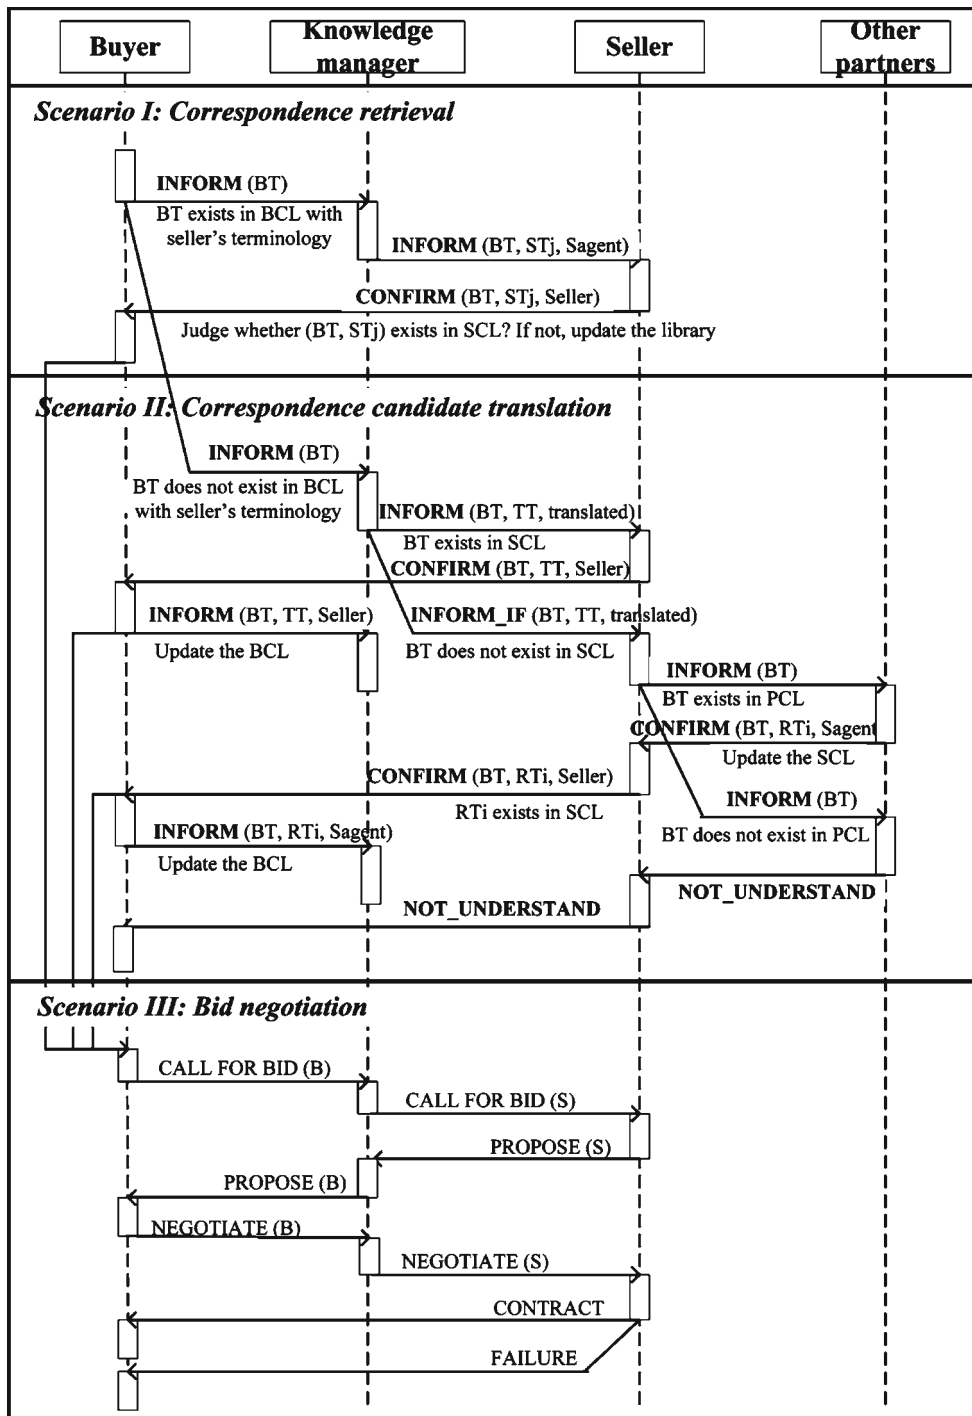 Buyer
Knowledge
manager
Seller
Other
partners
Scenario I: Correspondence retrieval
INFORM (BT)
BT exists in BCL with
seller's terminology
INFORM (BT, STj, Sagent)
CONFIRM (BT, STj, Seller)
Judge whether (BT, STj) exists in SCL? If not, update the library
Scenario II: Correspondence candidate translation
INFORM (BT)
BT does not exist in BCL
with seller's terminology
INFORM (BT, TT, translated)
BT exists in SCL
CONFIRM (BT, TT, Seller)
INFORM (BT, TT, Seller)
Update the BCL
INFORM_IF (BT, TT, translated)
BT does not exist in SCL
INFORM (BT)
BT exists in PCL
CONFIRM (BT, RTi, Sagent
Update the SCL
CONFIRM (BT, RTi, Seller)
RTi exists in SCL
INFORM (BT)
BT does not exist in PCL
INFORM (BT, RTi, Sagent)
Update the BCL
NOT_UNDERSTAND
NOT_UNDERSTAND
Scenario III: Bid negotiation
CALL FOR BID (B)
CALL FOR BID (S)
PROPOSE (S)
PROPOSE (B)
NEGOTIATE (B)
NEGOTIATE (S)
CONTRACT
FAILURE